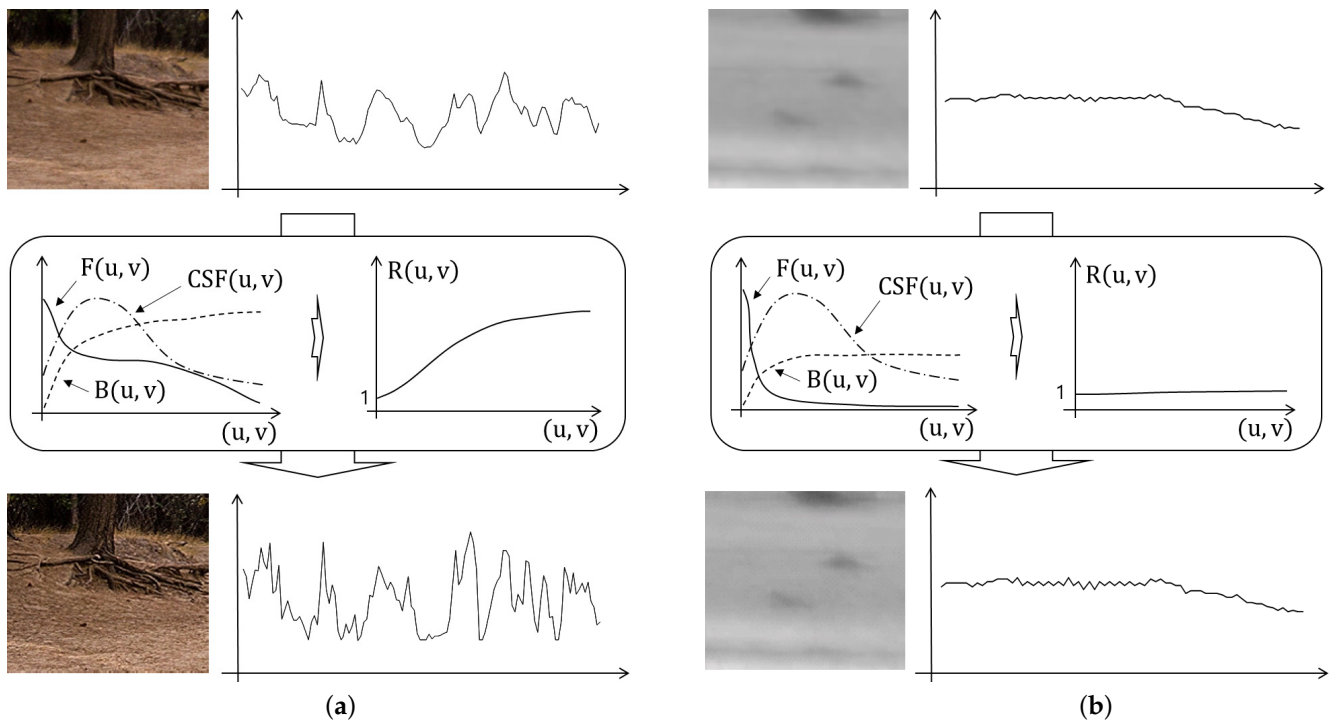 F(u, v)
CSF(u, v)
B(u, v)
(u, v)
R(u, v)
1
(u, v)
F(u, v)
CSF(u, v)
B(u, v)
(u, v)
R(u, v)
1
(u, v)
(a)
(b)